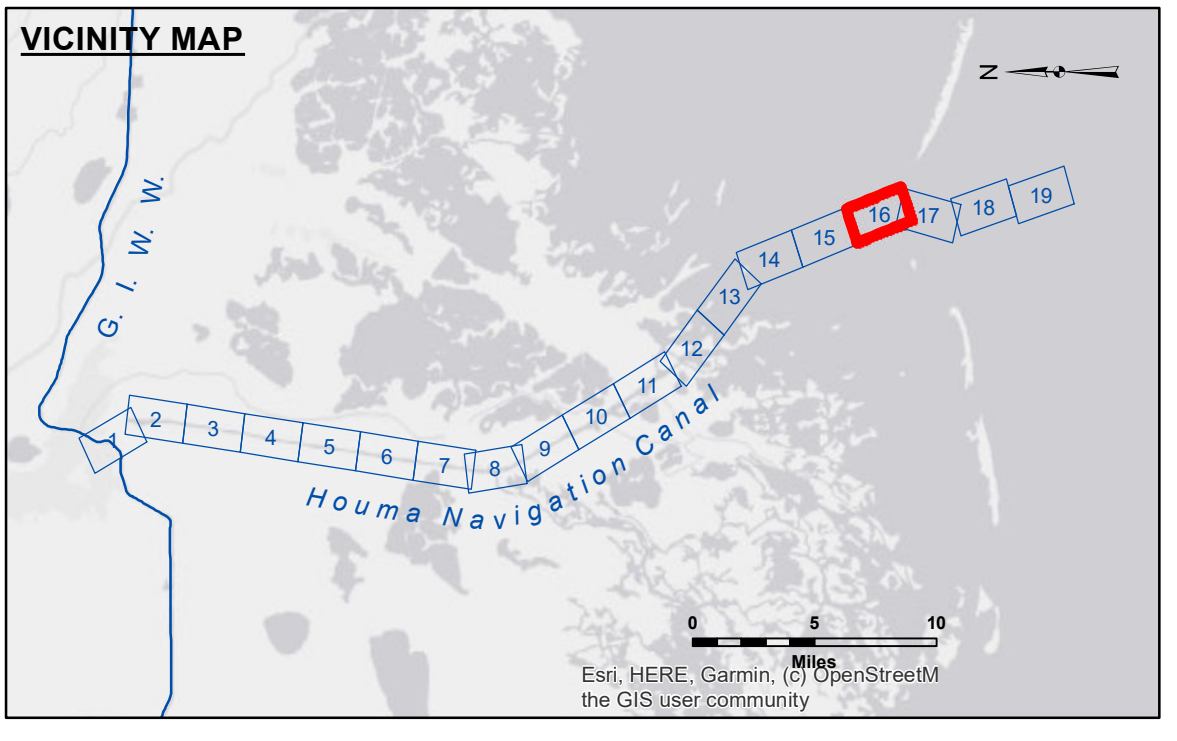 VICINITY MAP
N
G. I. W. W.
1
2
3
4
5
6
7
8
9
10
11
12
13
14
15
16
17
18
19
Houma Navigation Canal
0 5 10
Miles
Esri, HERE, Garmin, (c) OpenStreetM
the GIS user community